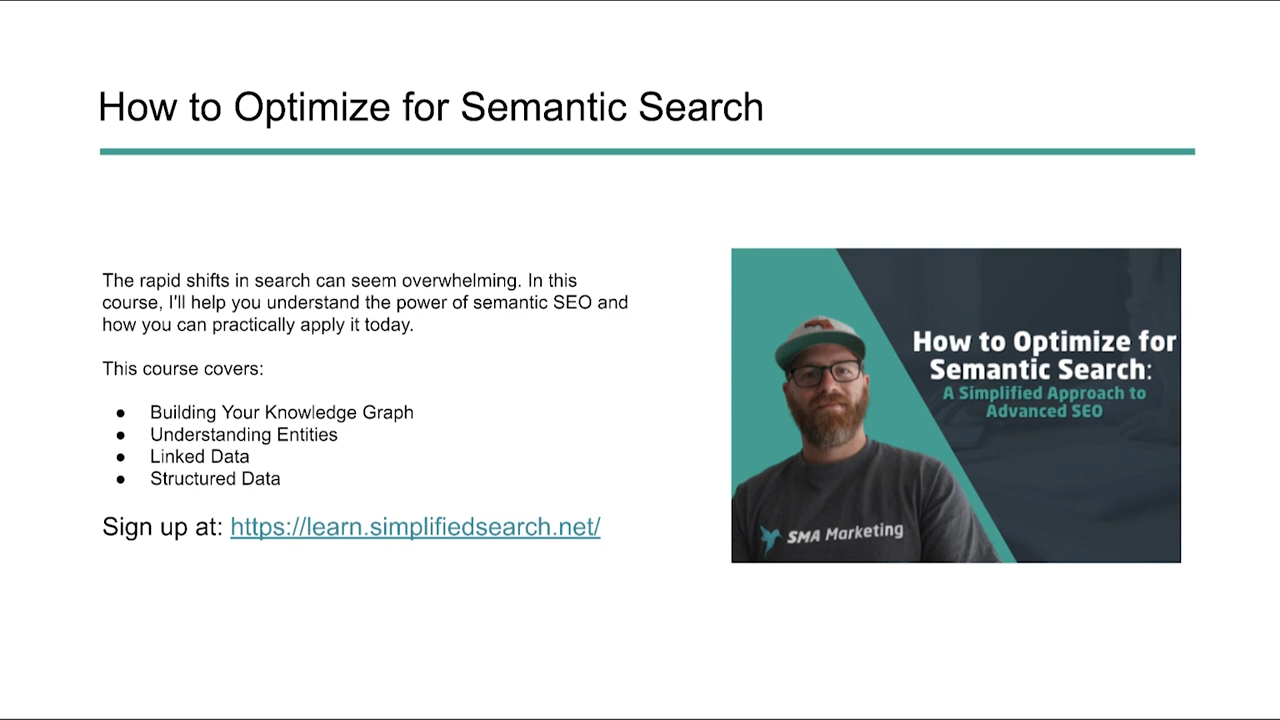 How to Optimize for Semantic Search
The rapid shifts in search can seem overwhelming. In this
course, I'll help you understand the power of semantic SEO and
how you can practically apply it today.
This course covers:
● Building Your Knowledge Graph
● Understanding Entities
● Linked Data
● Structured Data
Sign up at: https://learn.simplifiedsearch.net/
How to Optimize for
Semantic Search:
A Simplified Approach to
Advanced SEO
SMA Marketing